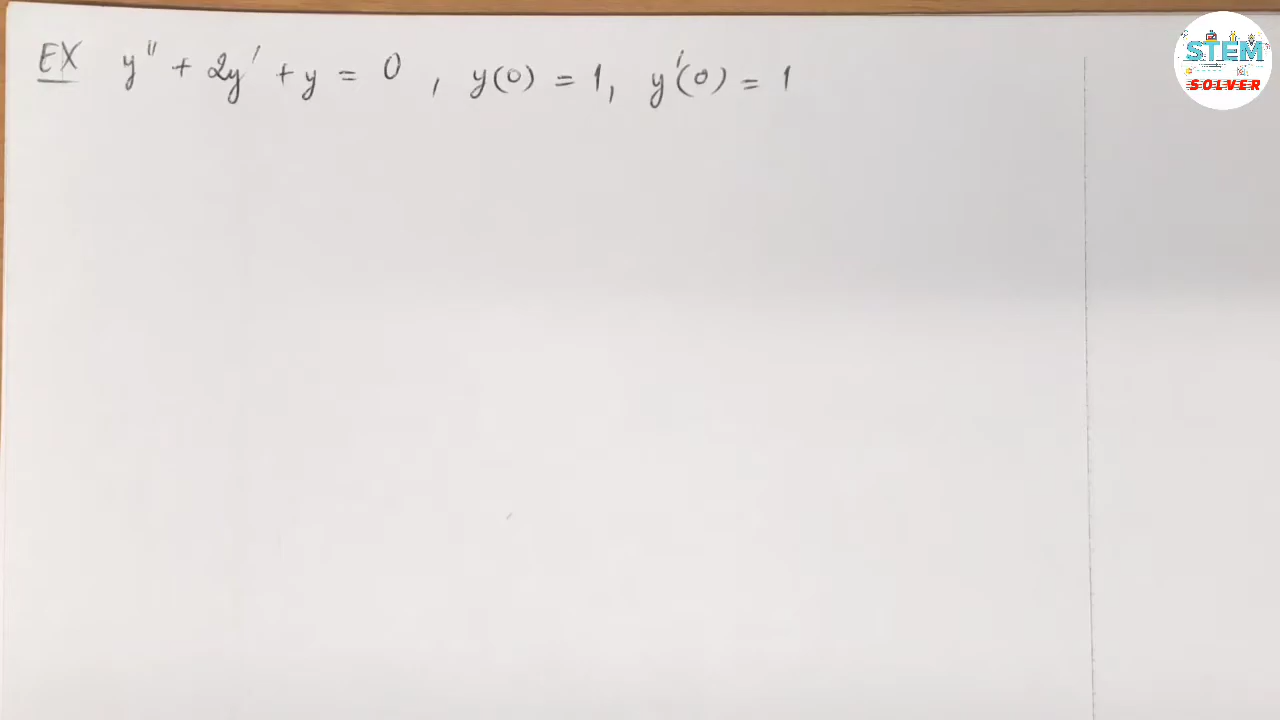 EX y'' + 2y' + y = 0 , y(0) = 1, y'(0) = 1
STEM
SOLVER